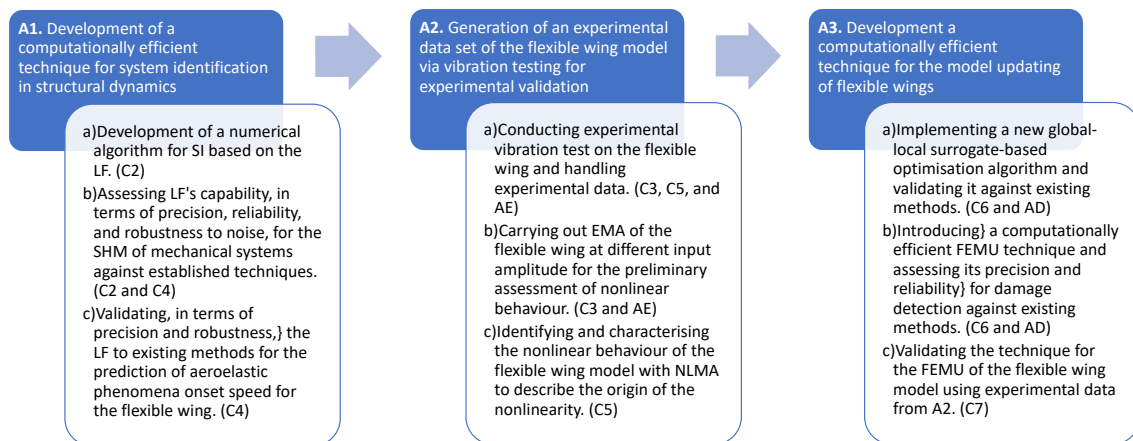 A1. Development of a
computationally efficient
technique for system identification
in structural dynamics
a)Development of a numerical
algorithm for SI based on the
LF. (C2)
b)Assessing LF's capability, in
terms of precision, reliability,
and robustness to noise, for the
SHM of mechanical systems
against established techniques.
(C2 and C4)
c)Validating, in terms of
precision and robustness,} the
LF to existing methods for the
prediction of aeroelastic
phenomena onset speed for
the flexible wing. (C4)
A2. Generation of an experimental
data set of the flexible wing model
via vibration testing for
experimental validation
a)Conducting experimental
vibration test on the flexible
wing and handling
experimental data. (C3, C5, and
AE)
b)Carrying out EMA of the
flexible wing at different input
amplitude for the preliminary
assessment of nonlinear
behaviour. (C3 and AE)
c)Identifying and characterising
the nonlinear behaviour of the
flexible wing model with NLMA
to describe the origin of the
nonlinearity. (C5)
A3. Development a
computationally efficient
technique for the model updating
of flexible wings
a)Implementing a new global-
local surrogate-based
optimisation algorithm and
validating it against existing
methods. (C6 and AD)
b)Introducing} a computationally
efficient FEMU technique and
assessing its precision and
reliability} for damage
detection against existing
methods. (C6 and AD)
c)Validating the technique for
the FEMU of the flexible wing
model using experimental data
from A2. (C7)